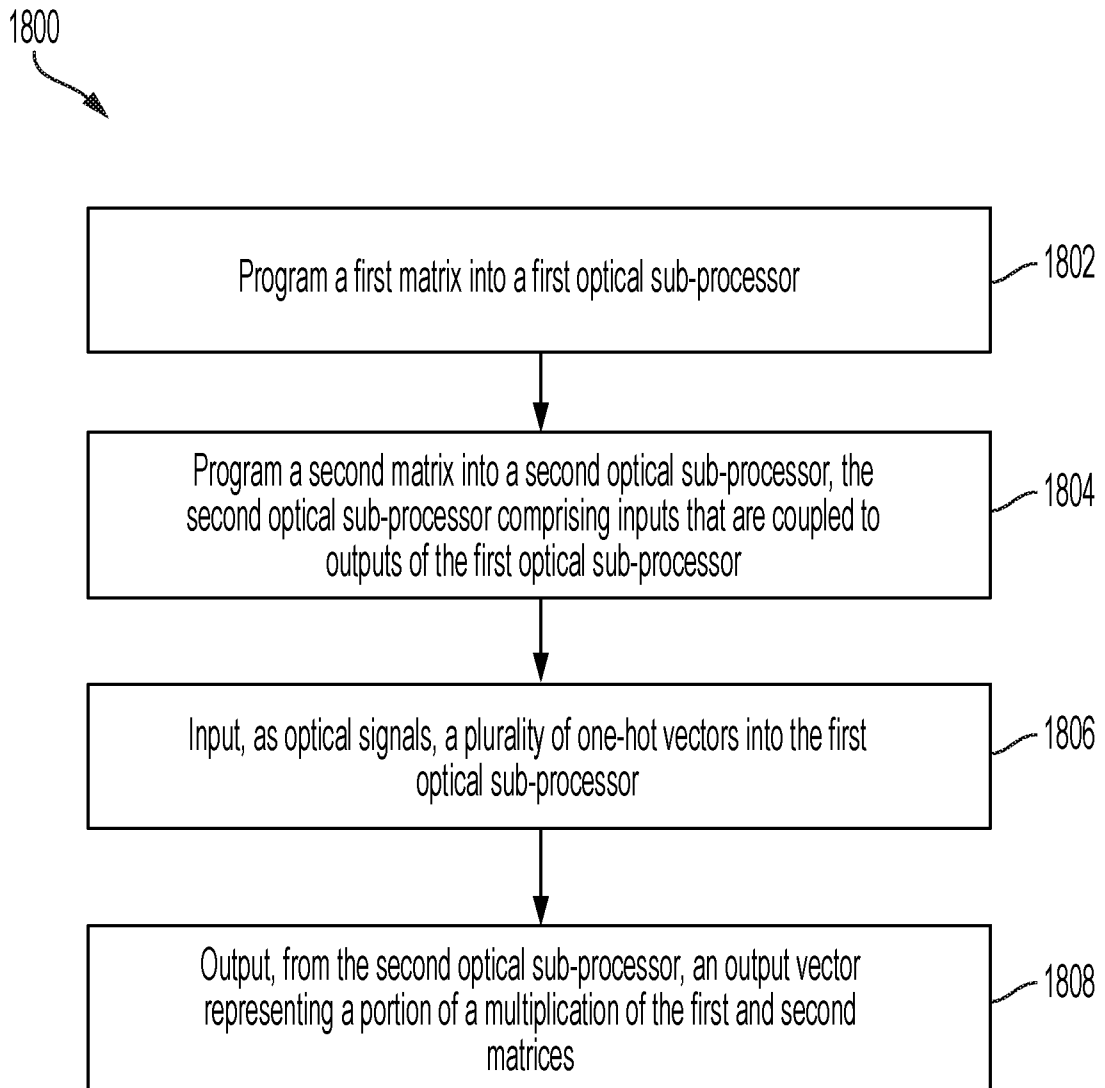 1800
Program a first matrix into a first optical sub-processor
1802
Program a second matrix into a second optical sub-processor, the
second optical sub-processor comprising inputs that are coupled to
outputs of the first optical sub-processor
1804
Input, as optical signals, a plurality of one-hot vectors into the first
optical sub-processor
1806
Output, from the second optical sub-processor, an output vector
representing a portion of a multiplication of the first and second
matrices
1808